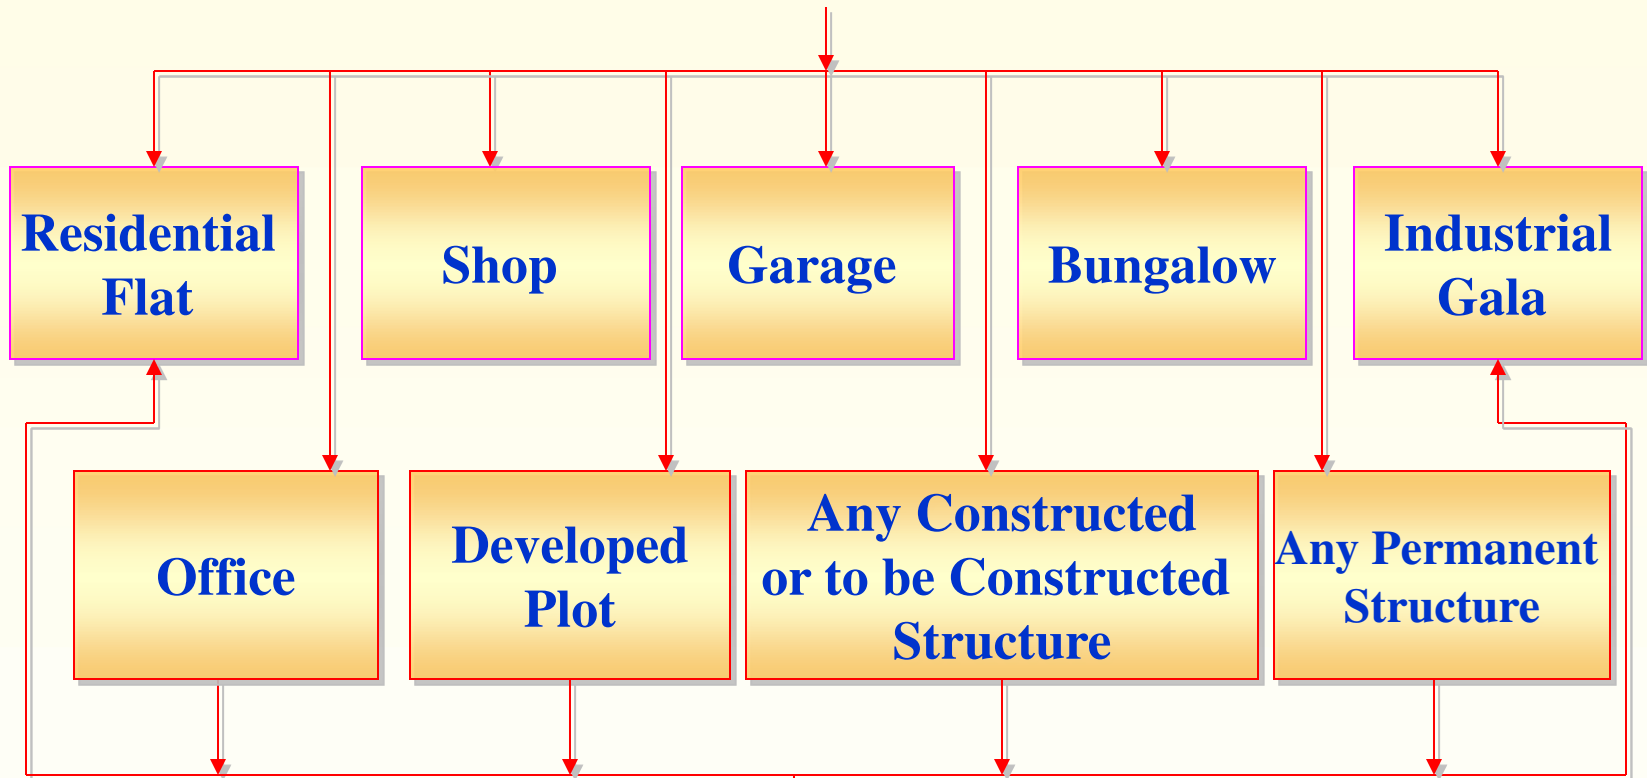 Residential
Flat
Shop
Garage
Bungalow
Industrial
Gala
Office
Developed
Plot
Any Constructed
or to be Constructed
Structure
Any Permanent
Structure